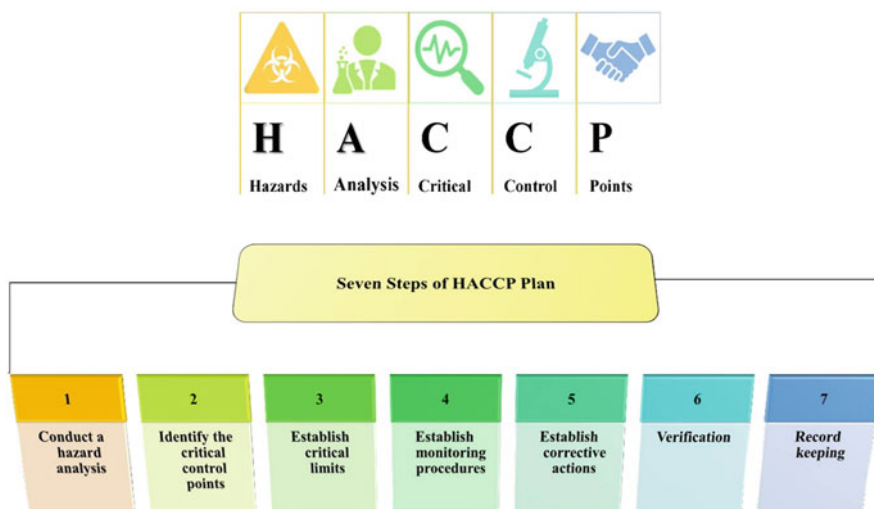 H A C C P
Hazards Analysis Critical Control Points
Seven Steps of HACCP Plan
1
Conduct a
hazard
analysis
2
Identify the
critical
control
points
3
Establish
critical
limits
4
Establish
monitoring
procedures
5
Establish
corrective
actions
6
Verification
7
Record
keeping